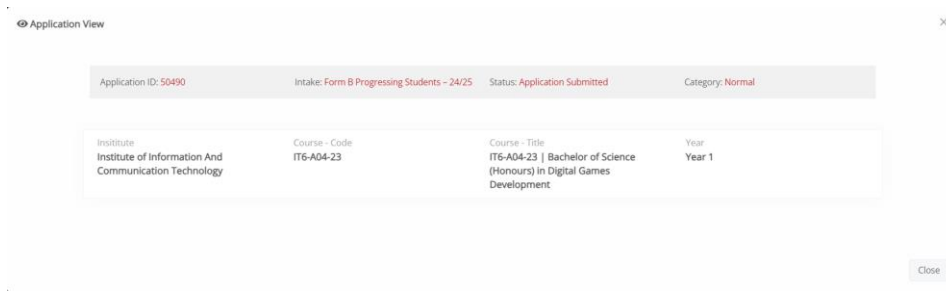 Application View
Application ID: 50490 Intake: Form B Progressing Students – 24/25 Status: Application Submitted Category: Normal
Insititute Course - Code Course - Title Year
Institute of Information And IT6-A04-23 IT6-A04-23 | Bachelor of Science Year 1
Communication Technology (Honours) in Digital Games
Development
Close